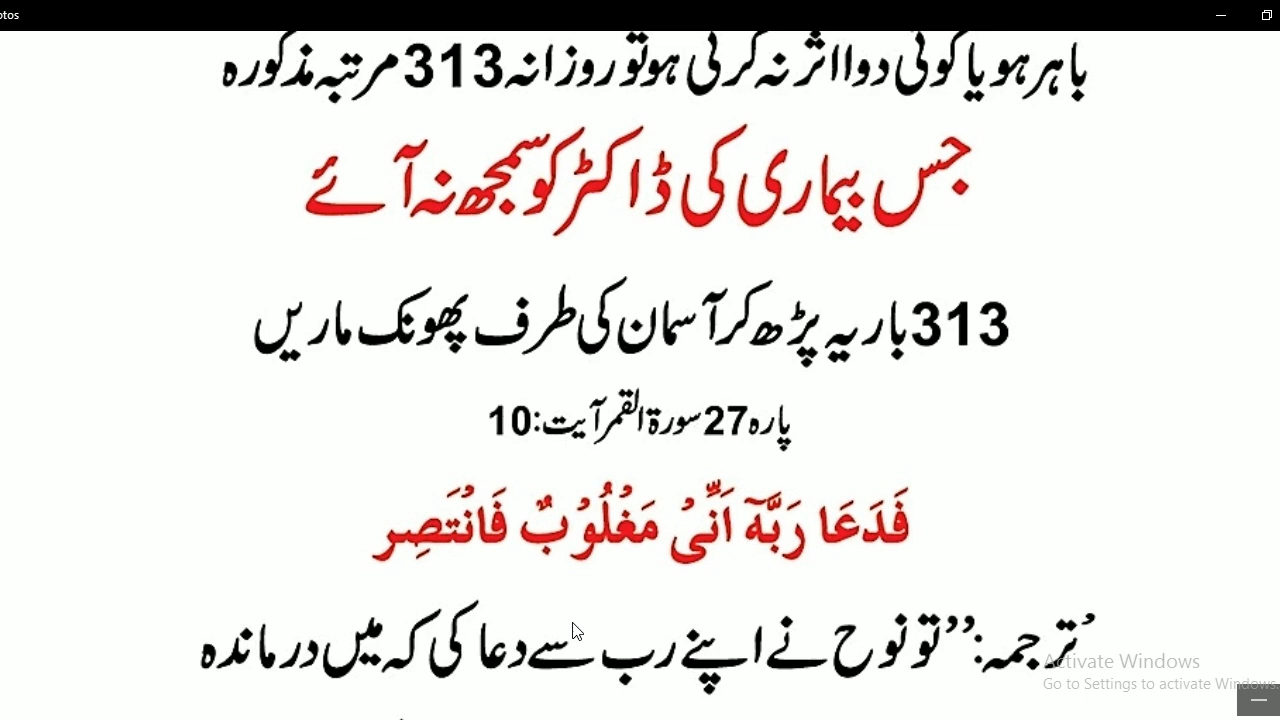 otos
باہر ہو یا کوئی دوا اثر نہ کرتی ہو تو روزانہ 313 مرتبہ مذکورہ
جس بیماری کی ڈاکٹر کو سمجھ نہ آئے
313 بار یہ پڑھ کر آسمان کی طرف پھونک ماریں
پارہ 27 سورۃ القمر آیت: 10
فَدَعَا رَبَّهٗۤ اَنِّیْ مَغْلُوْبٌ فَانْتَصِر
ترجمہ: ’’تو نوح نے اپنے رب سے دعا کی کہ میں درماندہ
Activate Windows
Go to Settings to activate Windows.